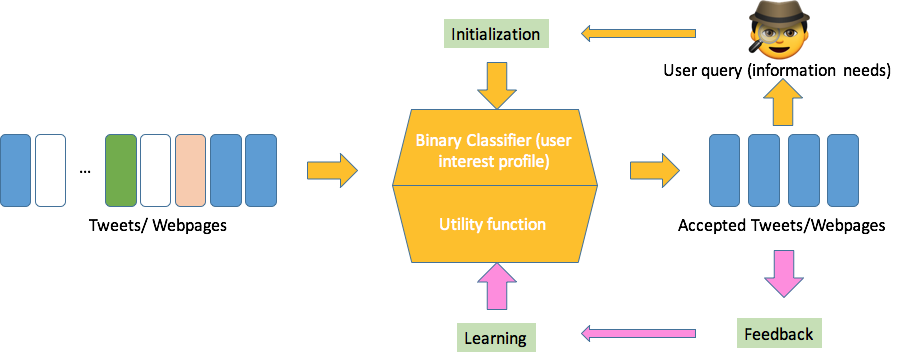 Initialization
User query (information needs)
Binary Classifier (user
interest profile)
...
Tweets/ Webpages
Utility function
Accepted Tweets/Webpages
Learning
Feedback